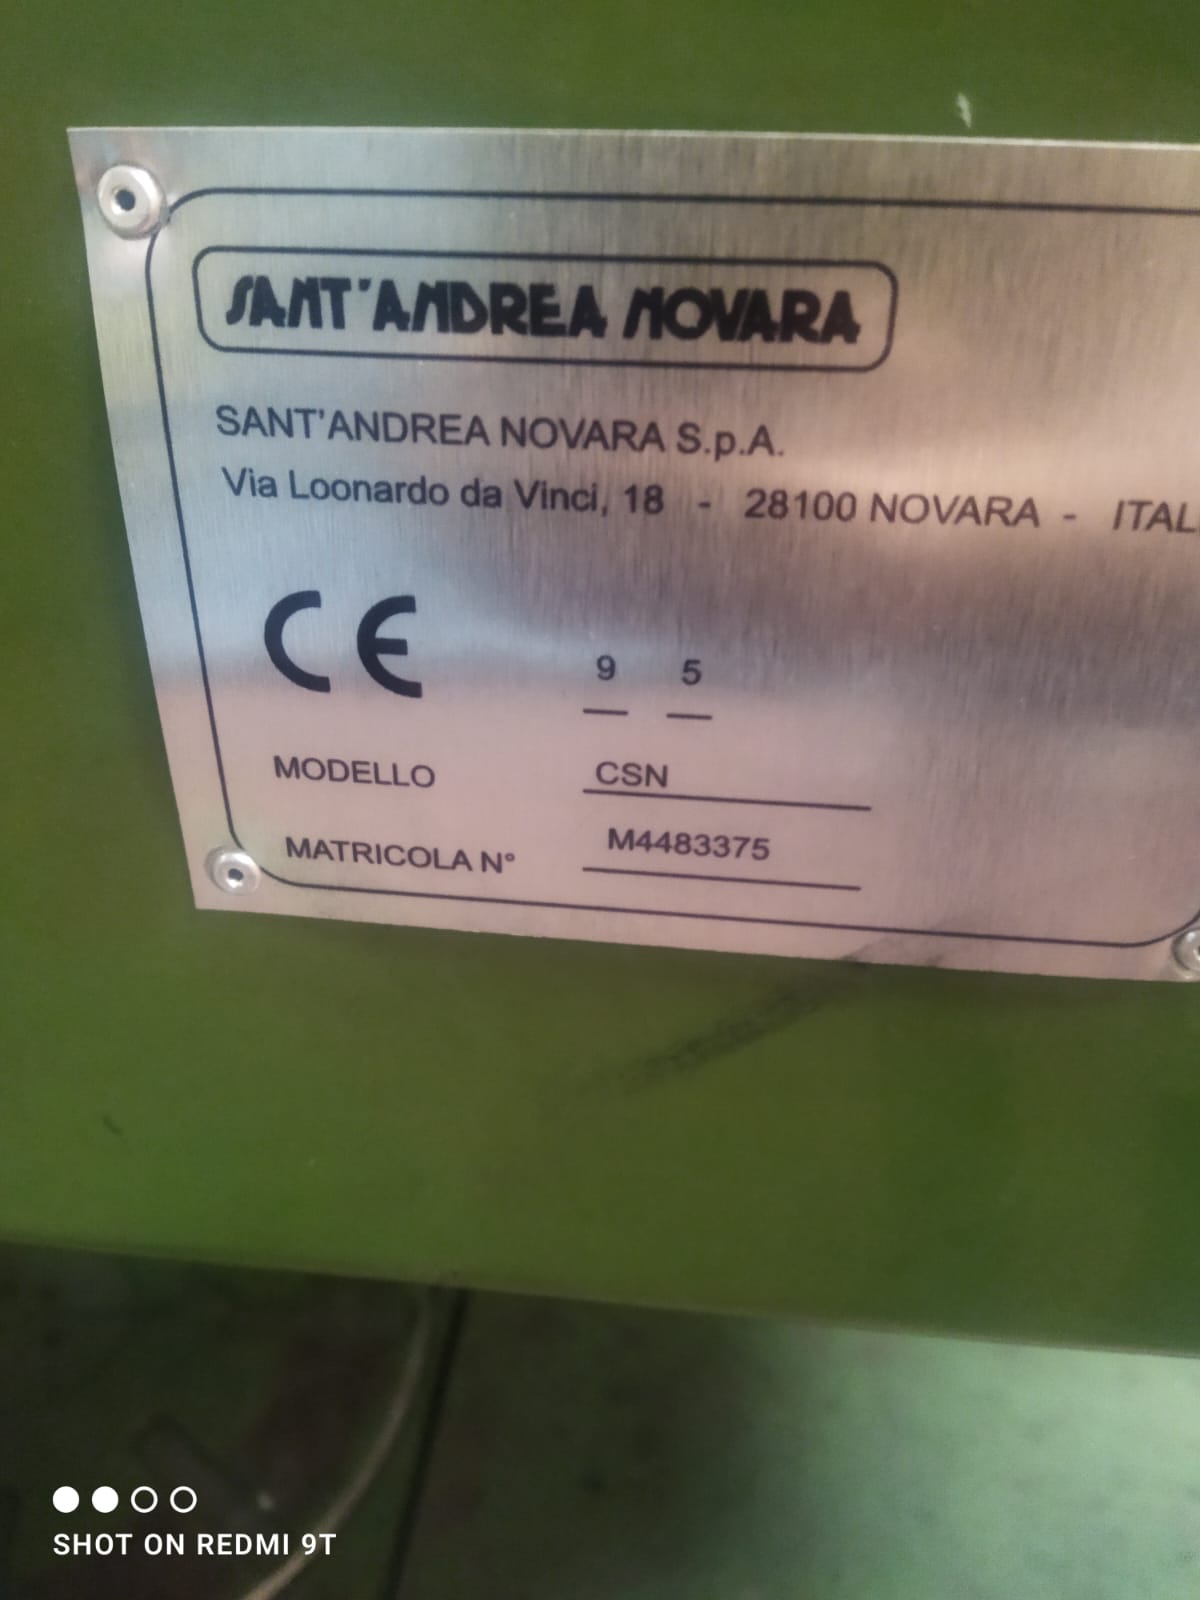 SANT'ANDREA NOVARA
SANT'ANDREA NOVARA S.p.A.
Via Loonardo da Vinci, 18 - 28100 NOVARA - ITAL
CE 9 5
MODELLO CSN
MATRICOLA N° M4483375
SHOT ON REDMI 9T